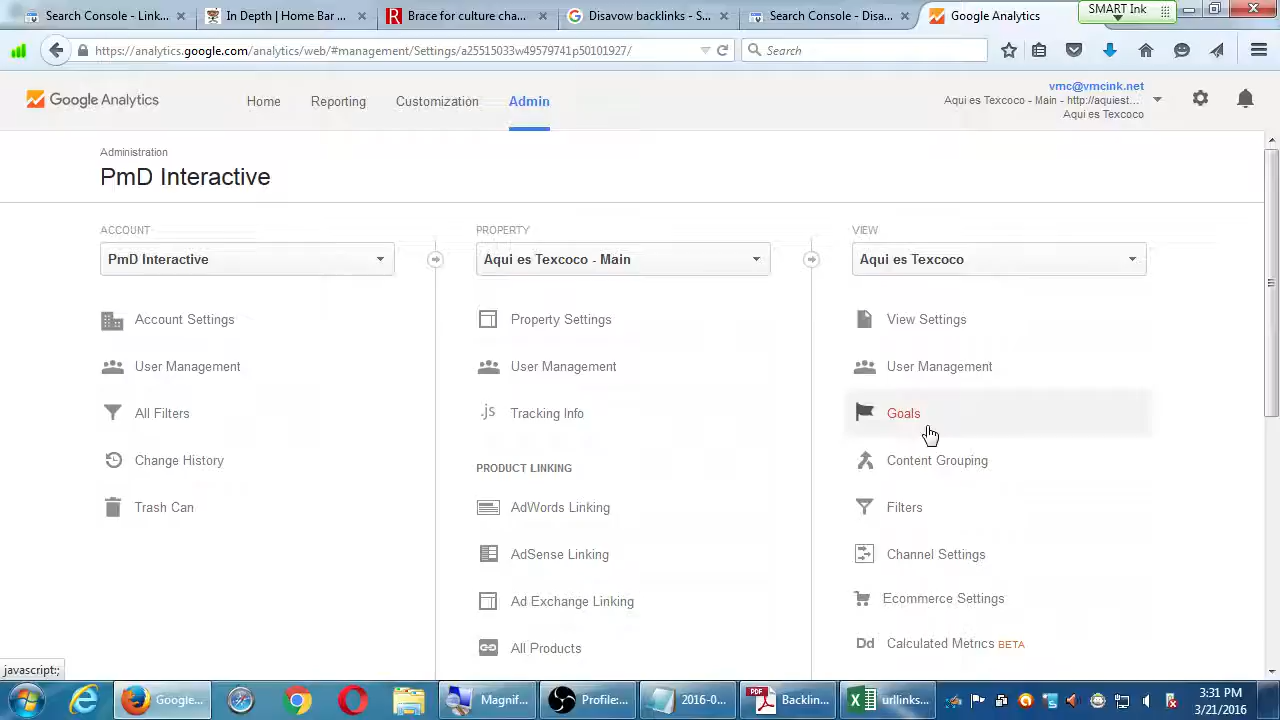 Search Console - Link...
In Depth | Home Bar ...
Rice for culture cha...
Disavow backlinks - S...
Search Console - Disa...
Google Analytics
SMART Ink
https://analytics.google.com/analytics/web/#management/Settings/a25515033w49579741p50101927/
Search
Google Analytics
Home
Reporting
Customization
Admin
vmc@vmcink.net
Aqui es Texcoco - Main - http://aquiest...
Aqui es Texcoco
Administration
PmD Interactive
ACCOUNT
PROPERTY
VIEW
PmD Interactive
Aqui es Texcoco - Main
Aqui es Texcoco
Account Settings
Property Settings
View Settings
User Management
User Management
User Management
All Filters
.js
Tracking Info
Goals
Change History
PRODUCT LINKING
Content Grouping
Trash Can
AdWords Linking
Filters
AdSense Linking
Channel Settings
Ad Exchange Linking
Ecommerce Settings
All Products
Dd
Calculated Metrics BETA
javascript:;
Google...
Magnif...
Profile:...
2016-0...
Backlin...
urllinks...
3:31 PM
3/21/2016